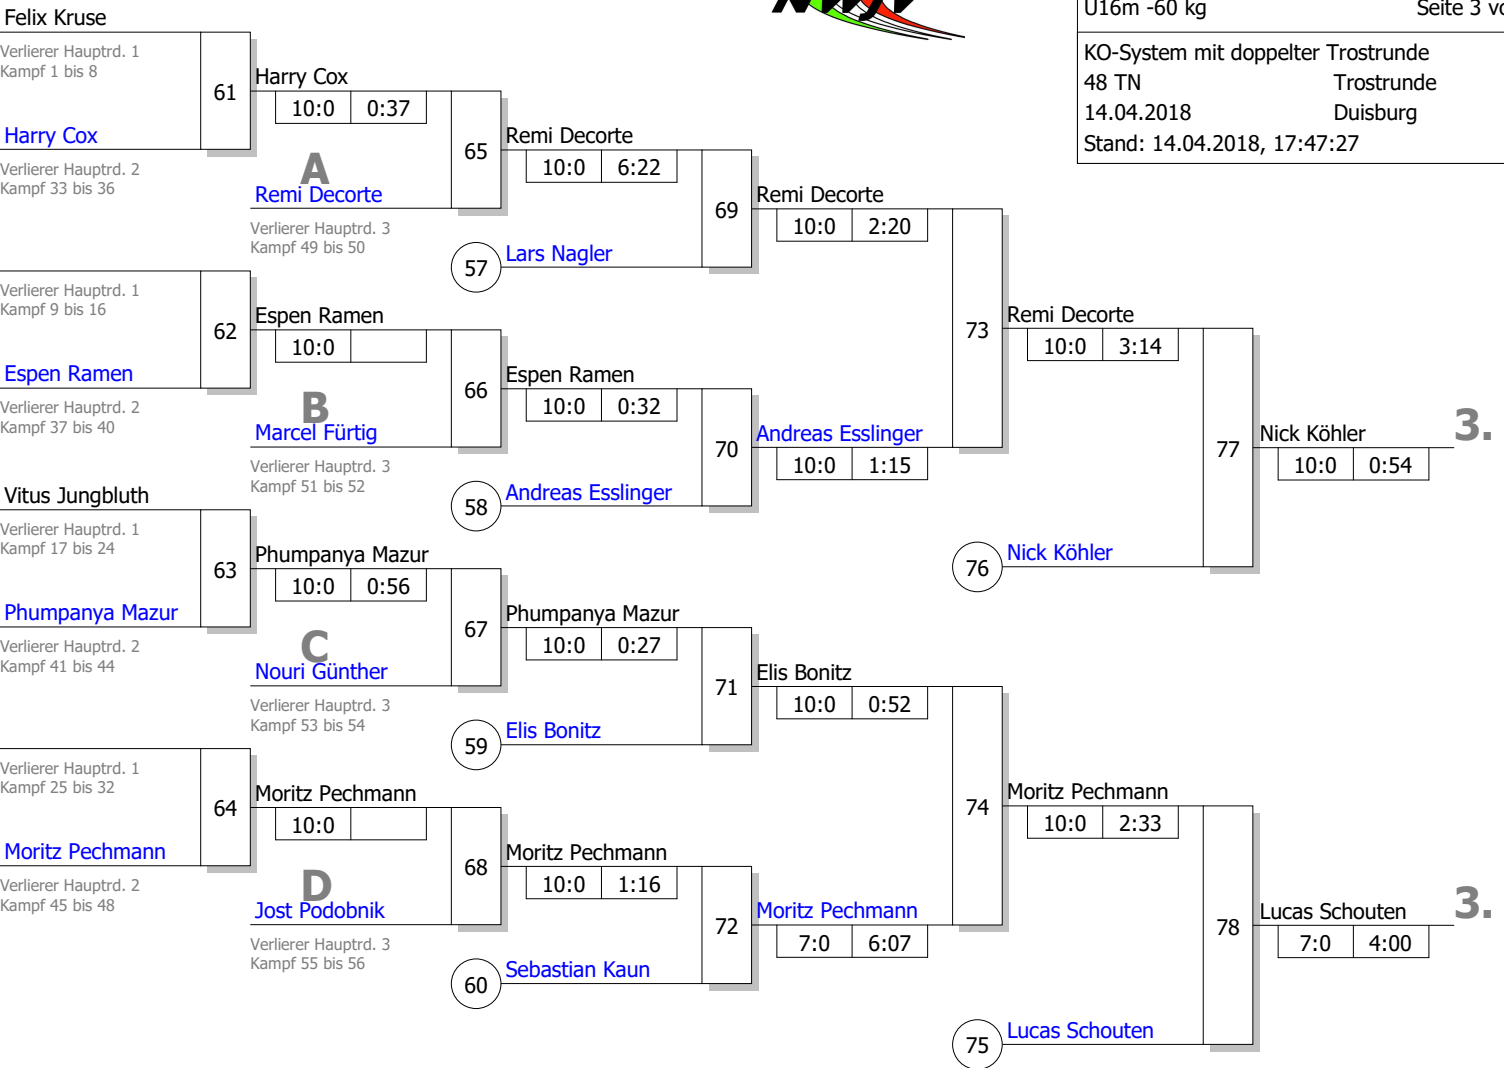 U16m -60 kg Seite 3
KO-System mit doppelter Trostrunde
48 TN Trostrunde
14.04.2018 Duisburg
Stand: 14.04.2018, 17:47:27
Felix Kruse
Verlierer Hauptrd. 1
Kampf 1 bis 8
61
Harry Cox
Verlierer Hauptrd. 2
Kampf 33 bis 36
Harry Cox
10:0 0:37
A
Remi Decorte
Verlierer Hauptrd. 3
Kampf 49 bis 50
65
Remi Decorte
10:0 6:22
57
Lars Nagler
69
Remi Decorte
10:0 2:20
Verlierer Hauptrd. 1
Kampf 9 bis 16
62
Espen Ramen
Verlierer Hauptrd. 2
Kampf 37 bis 40
Espen Ramen
10:0
B
Marcel Fürtig
Verlierer Hauptrd. 3
Kampf 51 bis 52
66
Espen Ramen
10:0 0:32
58
Andreas Esslinger
70
Andreas Esslinger
10:0 1:15
73
Remi Decorte
10:0 3:14
76
Nick Köhler
77
Nick Köhler
10:0 0:54
3.
Vitus Jungbluth
Verlierer Hauptrd. 1
Kampf 17 bis 24
63
Phumpanya Mazur
Verlierer Hauptrd. 2
Kampf 41 bis 44
Phumpanya Mazur
10:0 0:56
C
Nouri Günther
Verlierer Hauptrd. 3
Kampf 53 bis 54
67
Phumpanya Mazur
10:0 0:27
59
Elis Bonitz
71
Elis Bonitz
10:0 0:52
Verlierer Hauptrd. 1
Kampf 25 bis 32
64
Moritz Pechmann
Verlierer Hauptrd. 2
Kampf 45 bis 48
Moritz Pechmann
10:0
D
Jost Podobnik
Verlierer Hauptrd. 3
Kampf 55 bis 56
68
Moritz Pechmann
10:0 1:16
60
Sebastian Kaun
72
Moritz Pechmann
7:0 6:07
74
Moritz Pechmann
10:0 2:33
75
Lucas Schouten
78
Lucas Schouten
7:0 4:00
3.